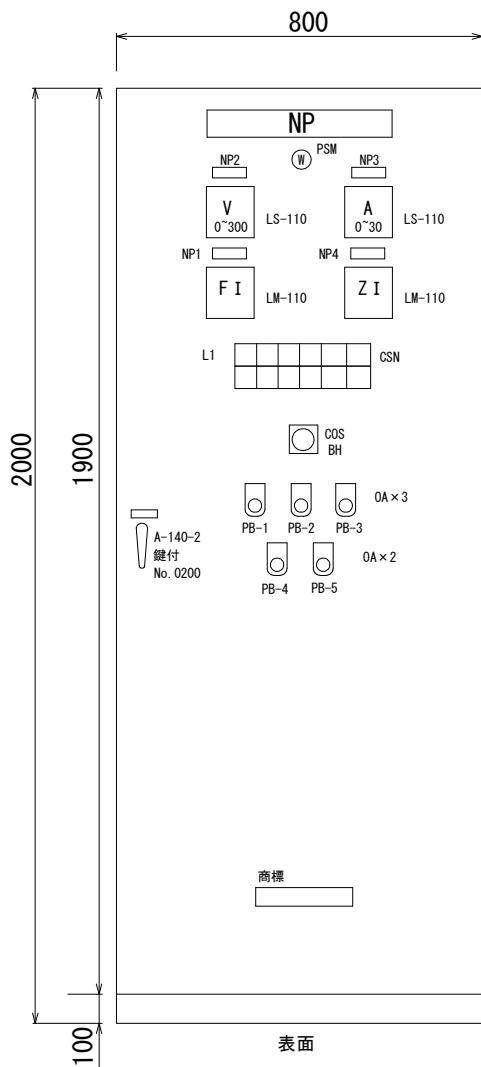 800
NP
PSM
W
NP2
NP3
V
0~300
LS-110
A
0~30
LS-110
NP1
NP4
FI
LM-110
ZI
LM-110
L1
CSN
COS
BH
2000
1900
OA×3
PB-1
PB-2
PB-3
A-140-2
鍵付
No.0200
OA×2
PB-4
PB-5
商標
100
表面